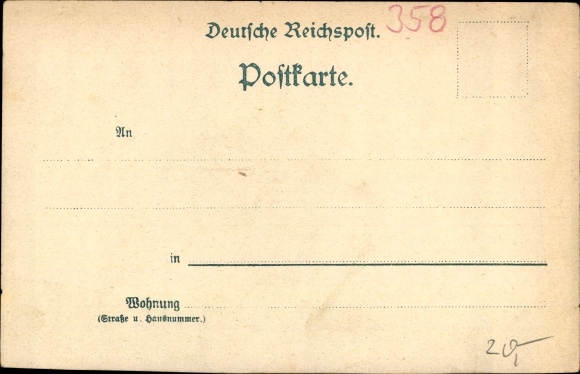 Deutsche Reichspost. 358
Postkarte.
An
in
Wohnung
(Straße u. Hausnummer.)
20,-